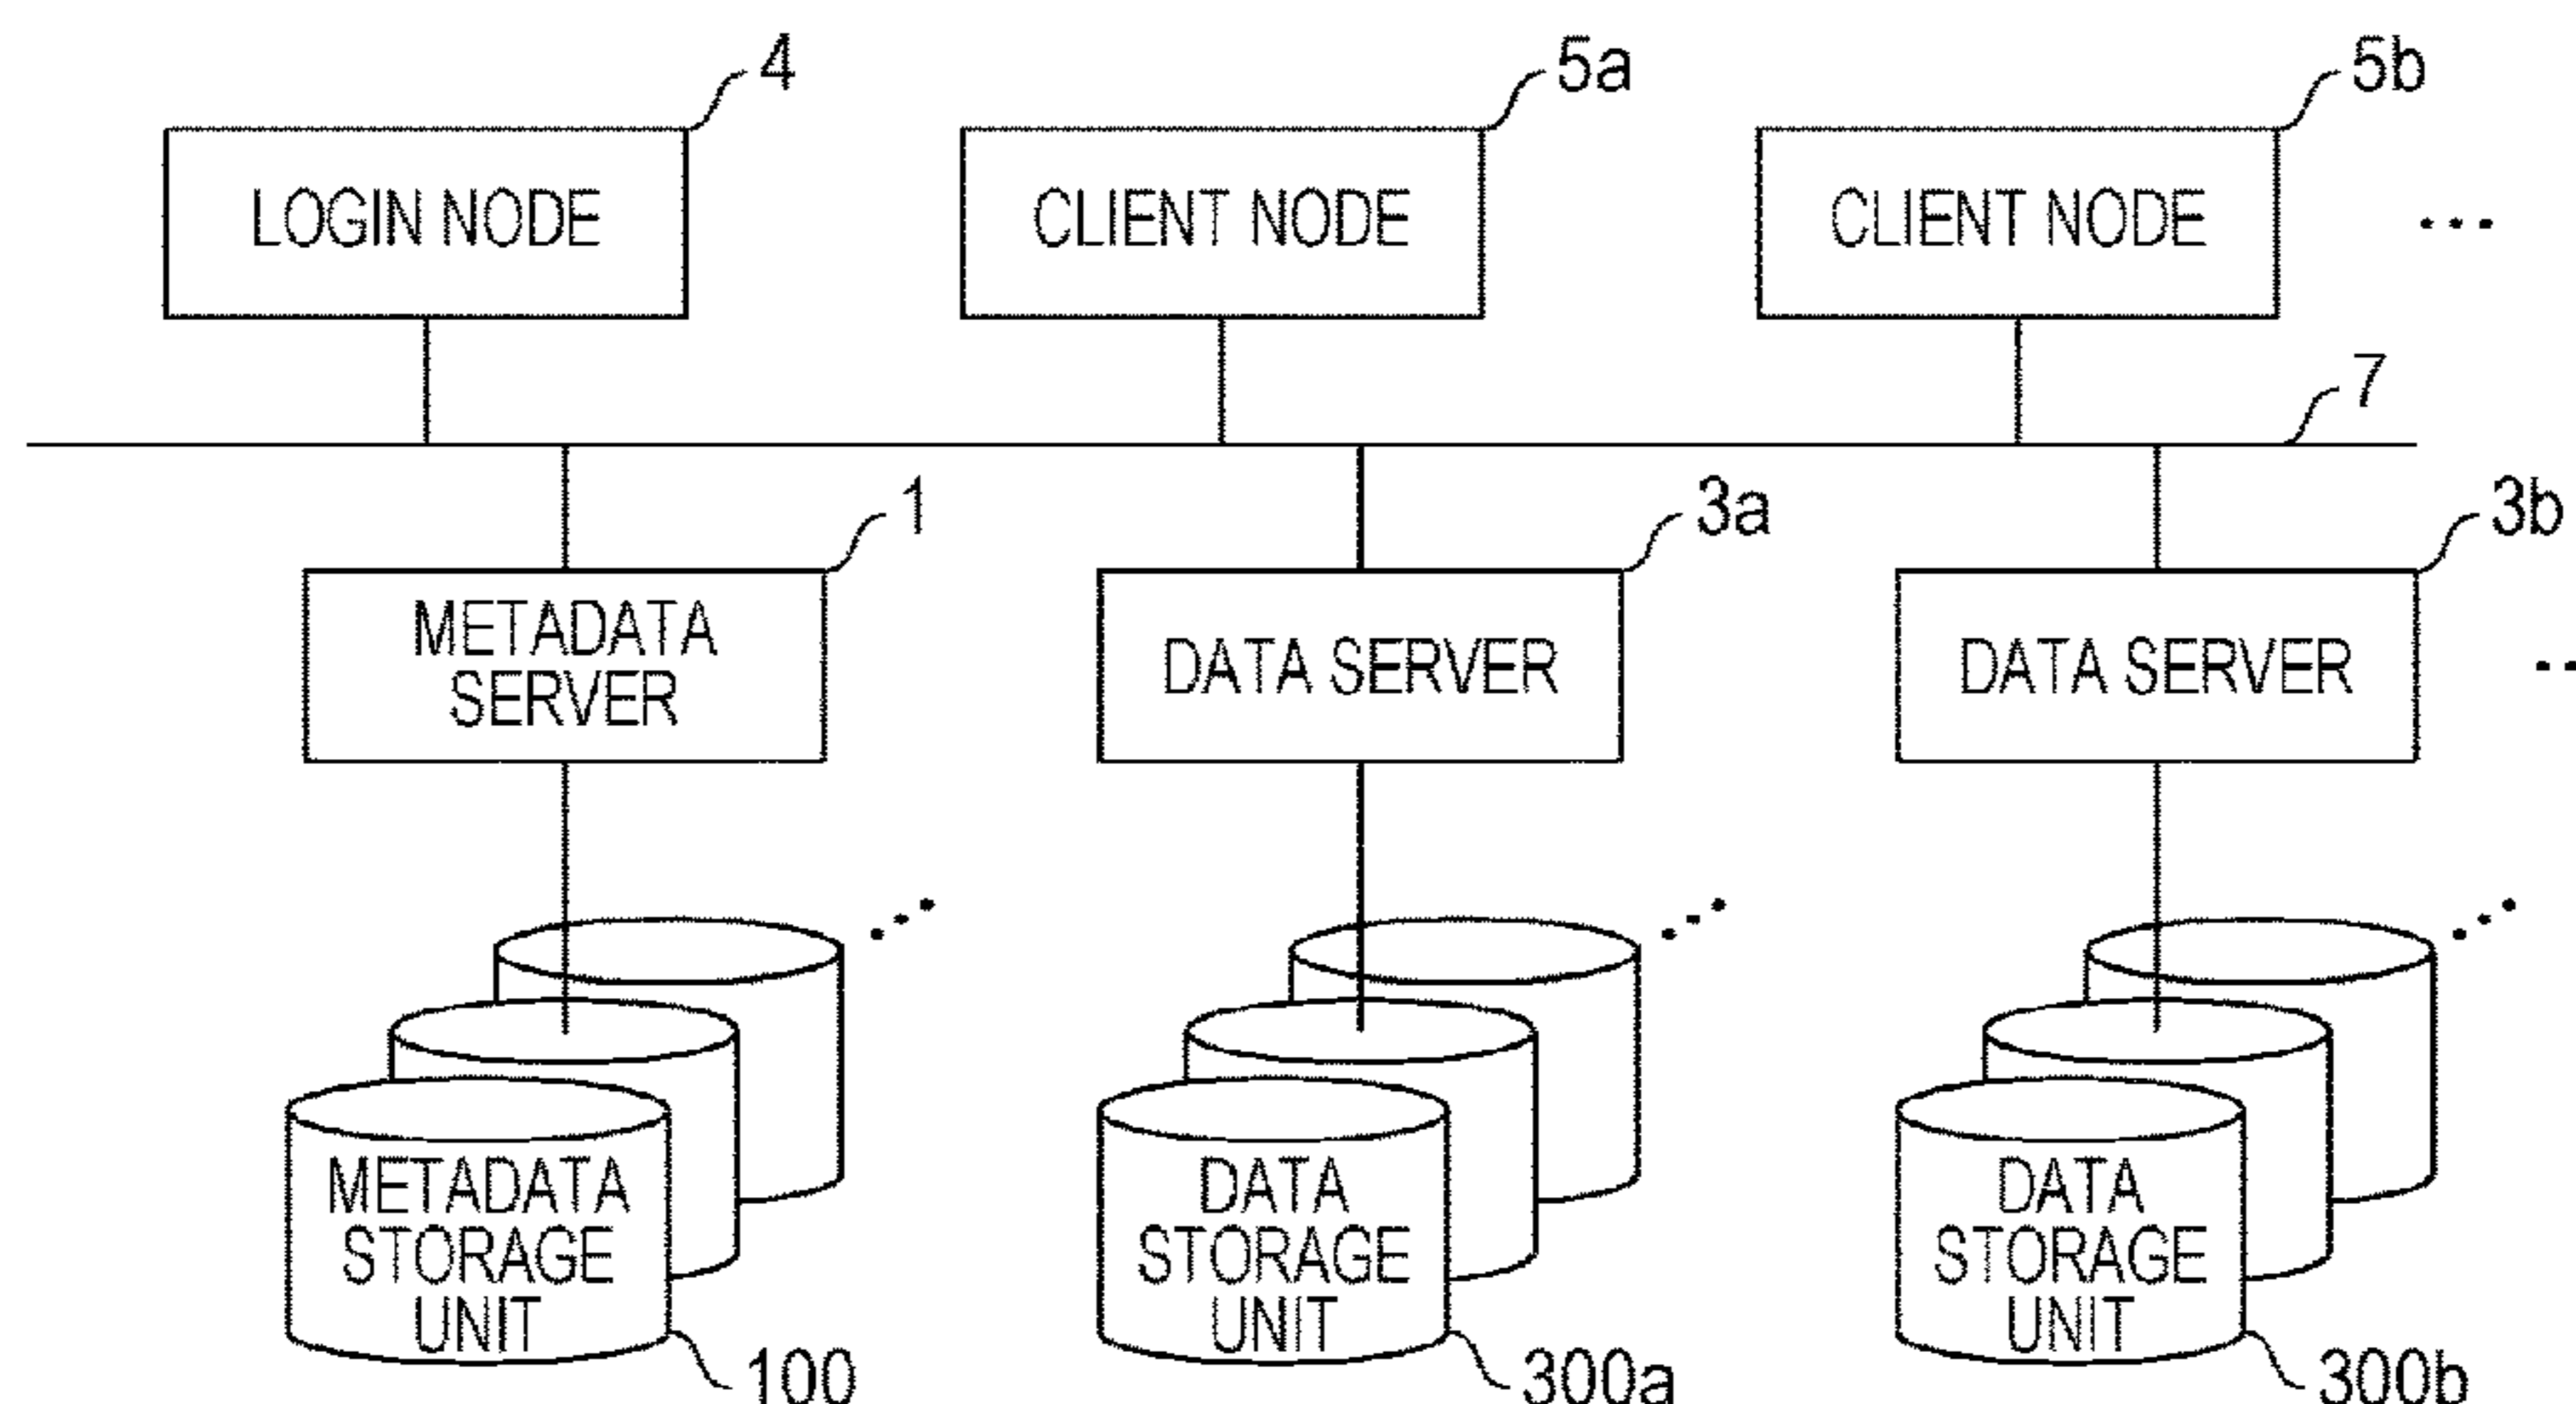 4
5a
5b
LOGIN NODE
CLIENT NODE
CLIENT NODE
...
7
1
3a
3b
METADATA
SERVER
DATA SERVER
DATA SERVER
...
...
...
METADATA
STORAGE
UNIT
DATA
STORAGE
UNIT
DATA
STORAGE
UNIT
100
300a
300b